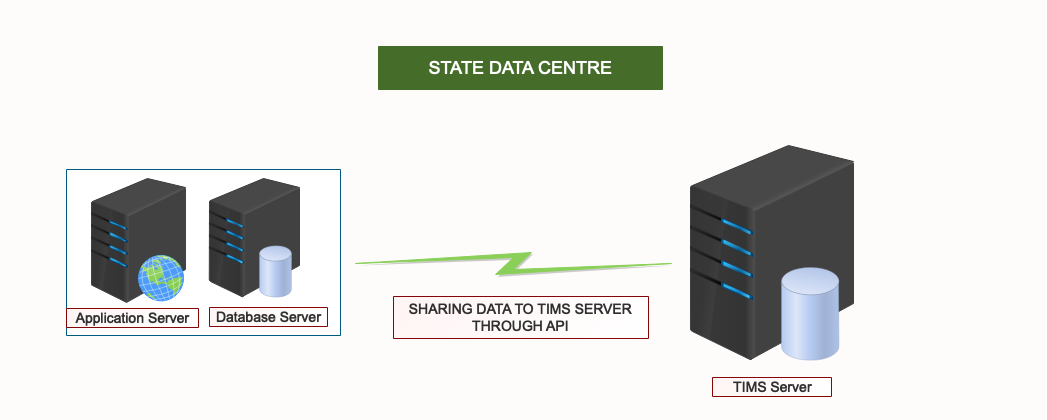 STATE DATA CENTRE
Application Server
Database Server
SHARING DATA TO TIMS SERVER
THROUGH API
TIMS Server